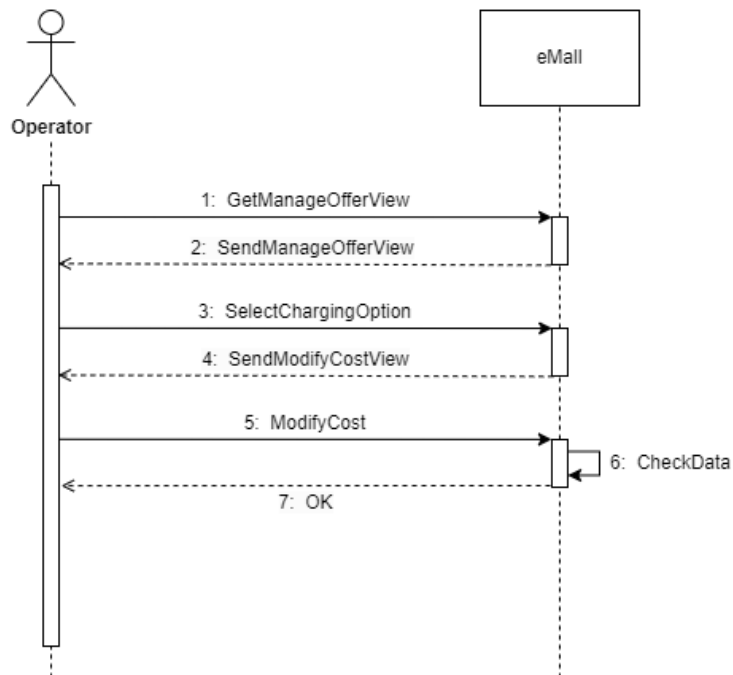 eMall
Operator
1: GetManageOfferView
2: SendManageOfferView
3: SelectChargingOption
4: SendModifyCostView
5: ModifyCost
6: CheckData
7: OK